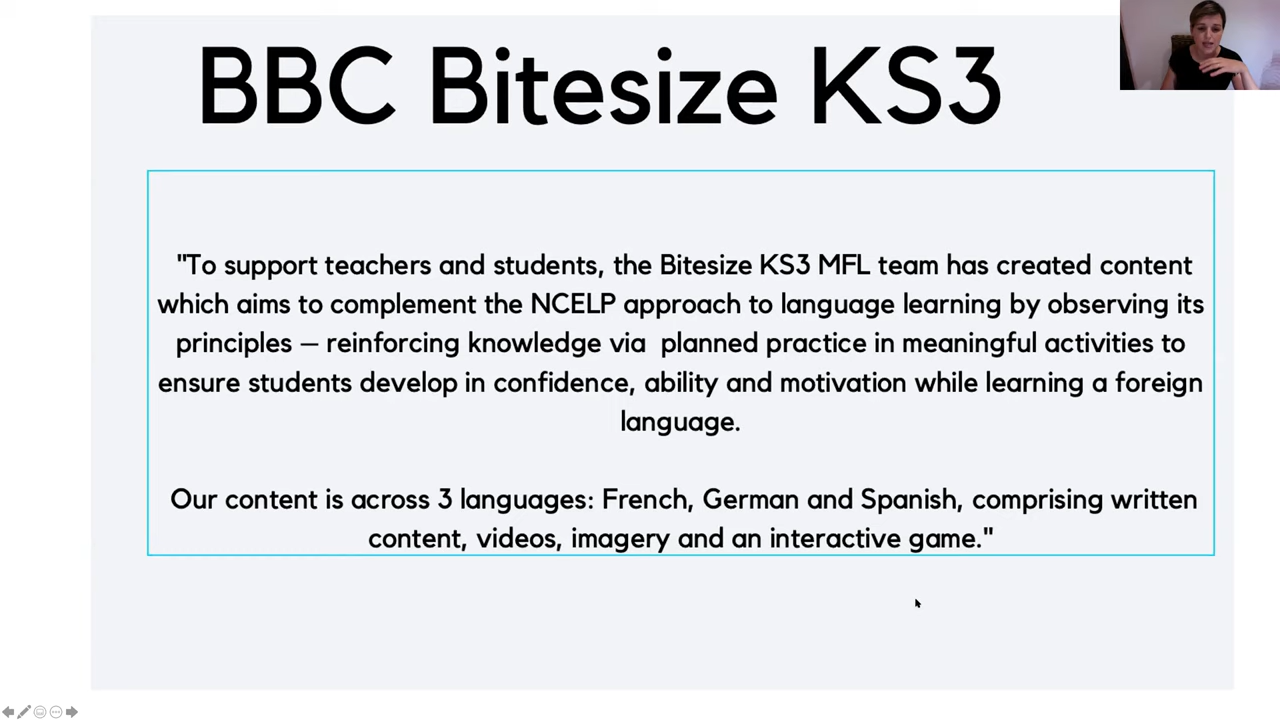 BBC Bitesize KS3
"To support teachers and students, the Bitesize KS3 MFL team has created content
which aims to complement the NCELP approach to language learning by observing its
principles – reinforcing knowledge via  planned practice in meaningful activities to
ensure students develop in confidence, ability and motivation while learning a foreign
language.
Our content is across 3 languages: French, German and Spanish, comprising written
content, videos, imagery and an interactive game."